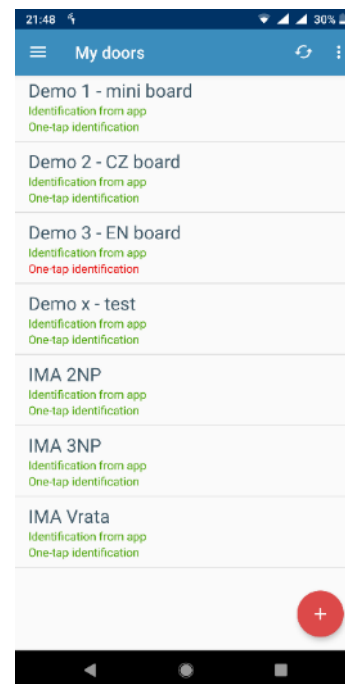 21:48
30%
My doors
Demo 1 - mini board
Identification from app
One-tap identification
Demo 2 - CZ board
Identification from app
One-tap identification
Demo 3 - EN board
Identification from app
One-tap identification
Demo x - test
Identification from app
One-tap identification
IMA 2NP
Identification from app
One-tap identification
IMA 3NP
Identification from app
One-tap identification
IMA Vrata
Identification from app
One-tap identification
+